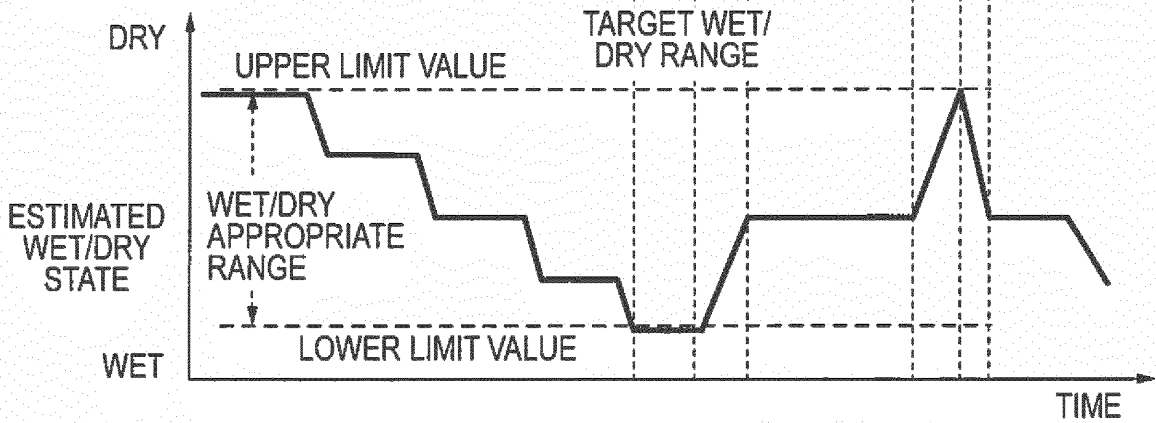 DRY
TARGET WET/
DRY RANGE
UPPER LIMIT VALUE
ESTIMATED
WET/DRY
STATE
WET/DRY
APPROPRIATE
RANGE
LOWER LIMIT VALUE
WET
TIME